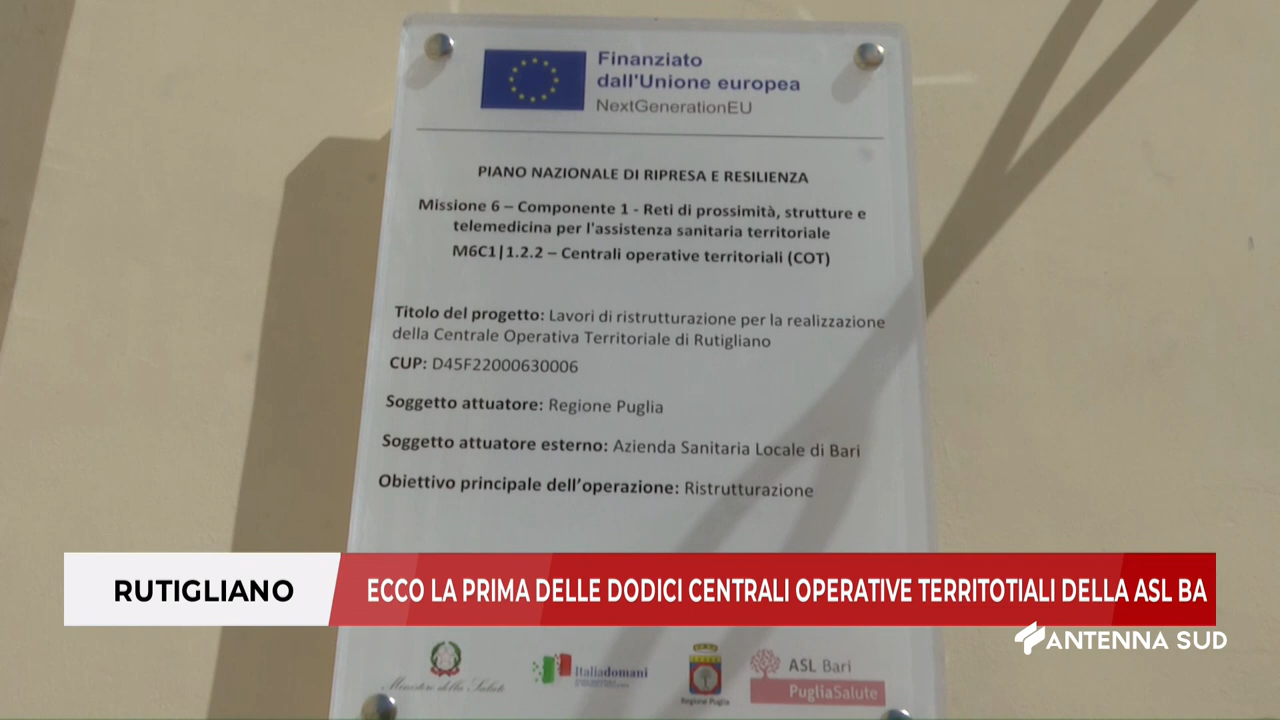 Finanziato
dall'Unione europea
NextGenerationEU
PIANO NAZIONALE DI RIPRESA E RESILIENZA
Missione 6 – Componente 1 - Reti di prossimità, strutture e
telemedicina per l'assistenza sanitaria territoriale
M6C1|1.2.2 – Centrali operative territoriali (COT)
Titolo del progetto: Lavori di ristrutturazione per la realizzazione
della Centrale Operativa Territoriale di Rutigliano
CUP: D45F22000630006
Soggetto attuatore: Regione Puglia
Soggetto attuatore esterno: Azienda Sanitaria Locale di Bari
Obiettivo principale dell'operazione: Ristrutturazione
RUTIGLIANO
ECCO LA PRIMA DELLE DODICI CENTRALI OPERATIVE TERRITOTIALI DELLA ASL BA
ANTENNA SUD
Ministero della Salute
Italiadomani
Regione Puglia
ASL Bari
PugliaSalute